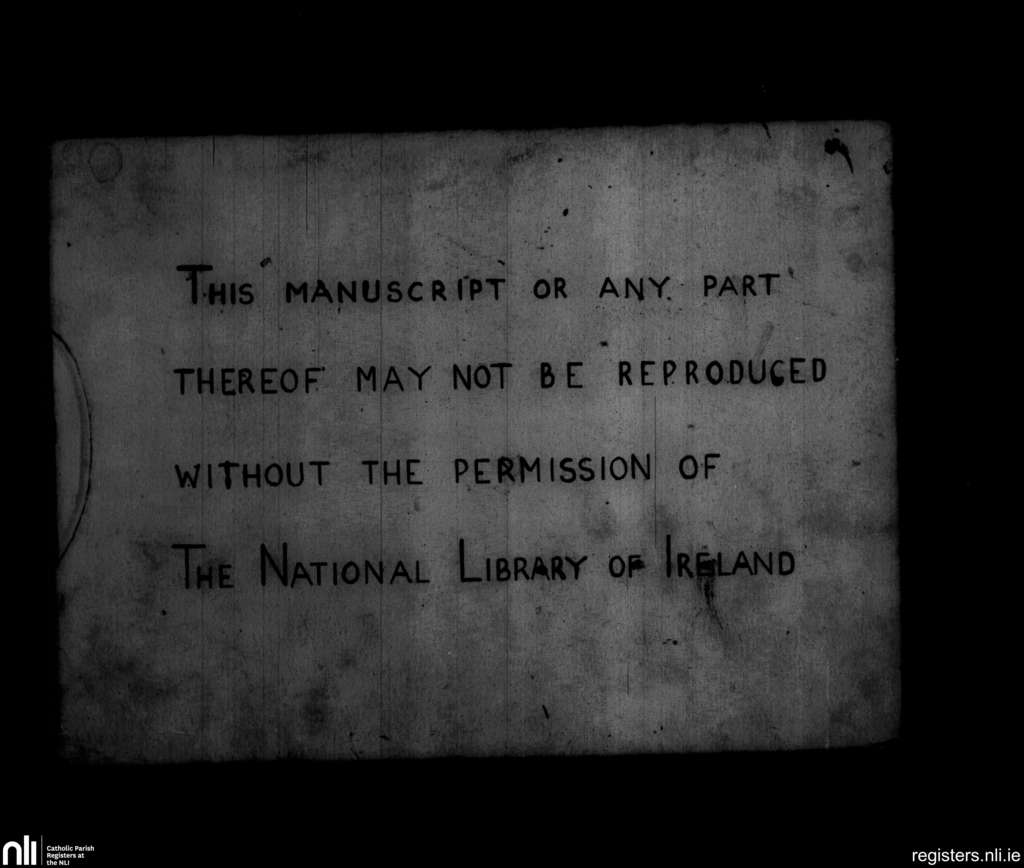 This manuscript or any part
thereof may not be reproduced
without the permission of
The National Library of Ireland
nli
Catholic Parish
Registers at
the NLI
registers.nli.ie